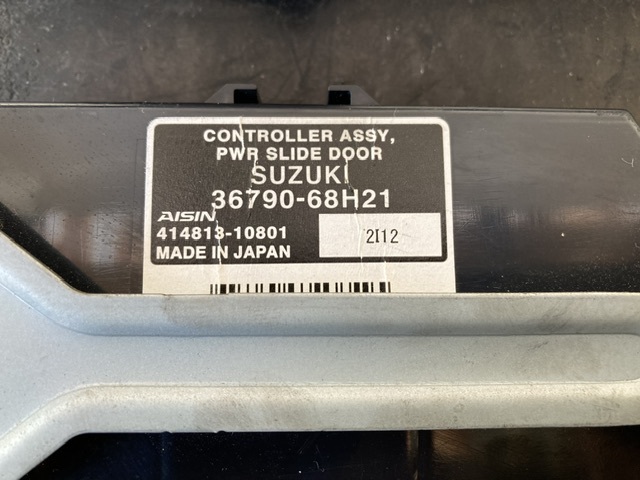 CONTROLLER ASSY,
PWR SLIDE DOOR
SUZUKI
36790-68H21
AISIN
414813-10801
MADE IN JAPAN
2I12